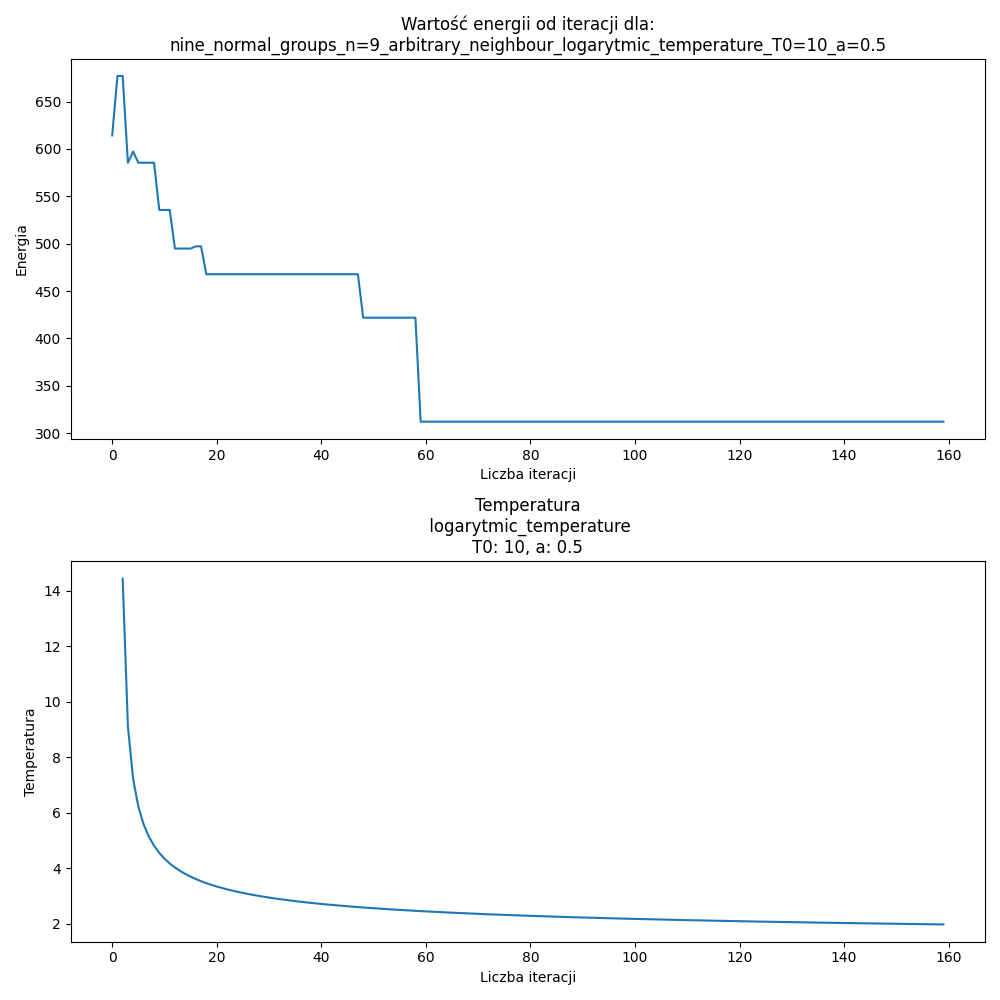 Wartość energii od iteracji dla:
nine_normal_groups_n=9_arbitrary_neighbour_logarytmic_temperature_T0=10_a=0.5
650
600
550
500
450
400
350
300
Energia
0 20 40 60 80 100 120 140 160
Liczba iteracji
Temperatura
logarytmic_temperature
T0: 10, a: 0.5
14
12
10
8
6
4
2
Temperatura
0 20 40 60 80 100 120 140 160
Liczba iteracji